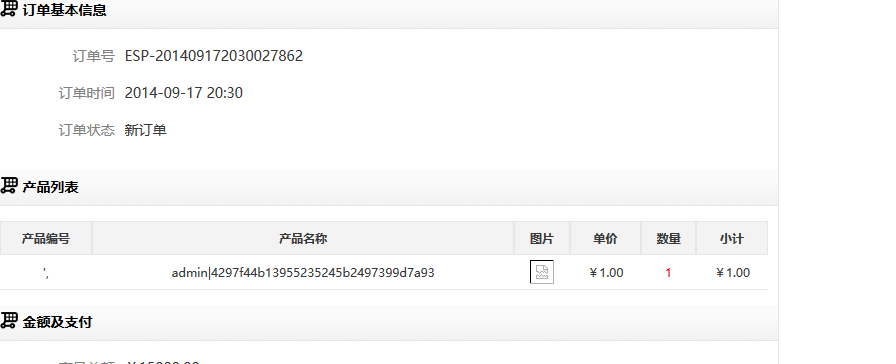 订单基本信息
订单号 ESP-201409172030027862
订单时间 2014-09-17 20:30
订单状态 新订单
产品列表
产品编号 产品名称 图片 单价 数量 小计
', admin|4297f44b13955235245b2497399d7a93 ￥1.00 1 ￥1.00
金额及支付